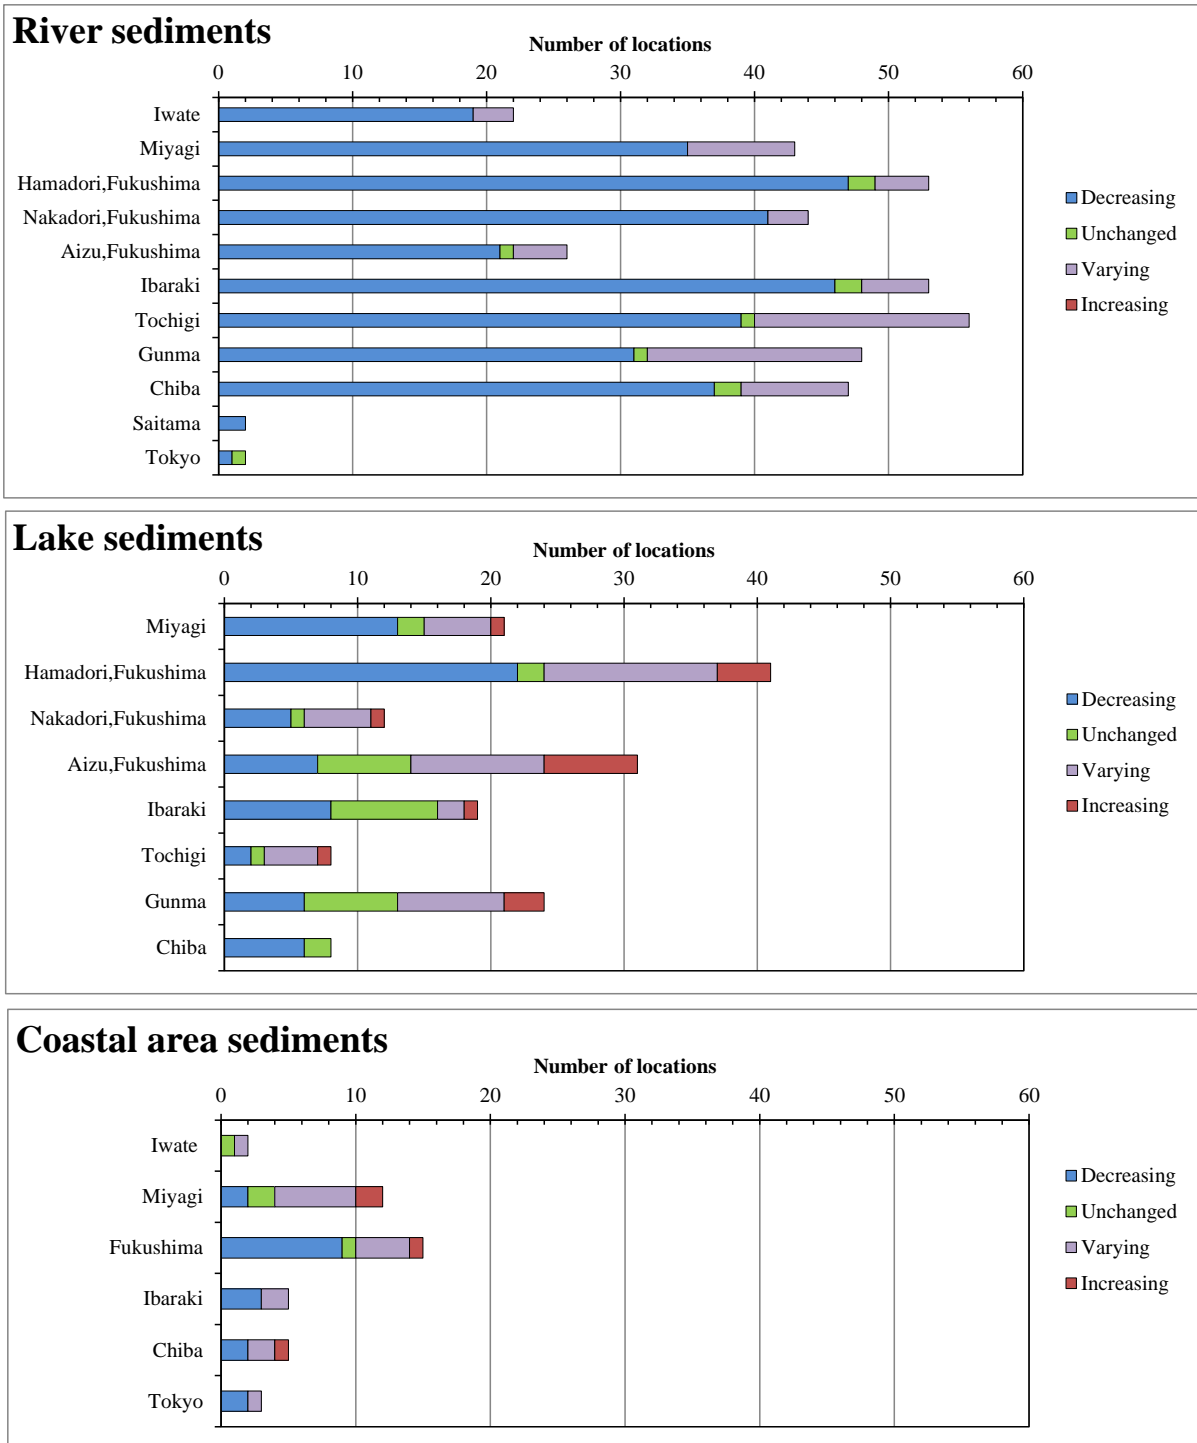 River sediments
Number of locations
0 10 20 30 40 50 60
Iwate
Miyagi
Hamadori,Fukushima
Nakadori,Fukushima
Aizu,Fukushima
Ibaraki
Tochigi
Gunma
Chiba
Saitama
Tokyo
Decreasing
Unchanged
Varying
Increasing
Lake sediments
Number of locations
0 10 20 30 40 50 60
Miyagi
Hamadori,Fukushima
Nakadori,Fukushima
Aizu,Fukushima
Ibaraki
Tochigi
Gunma
Chiba
Decreasing
Unchanged
Varying
Increasing
Coastal area sediments
Number of locations
0 10 20 30 40 50 60
Iwate
Miyagi
Fukushima
Ibaraki
Chiba
Tokyo
Decreasing
Unchanged
Varying
Increasing